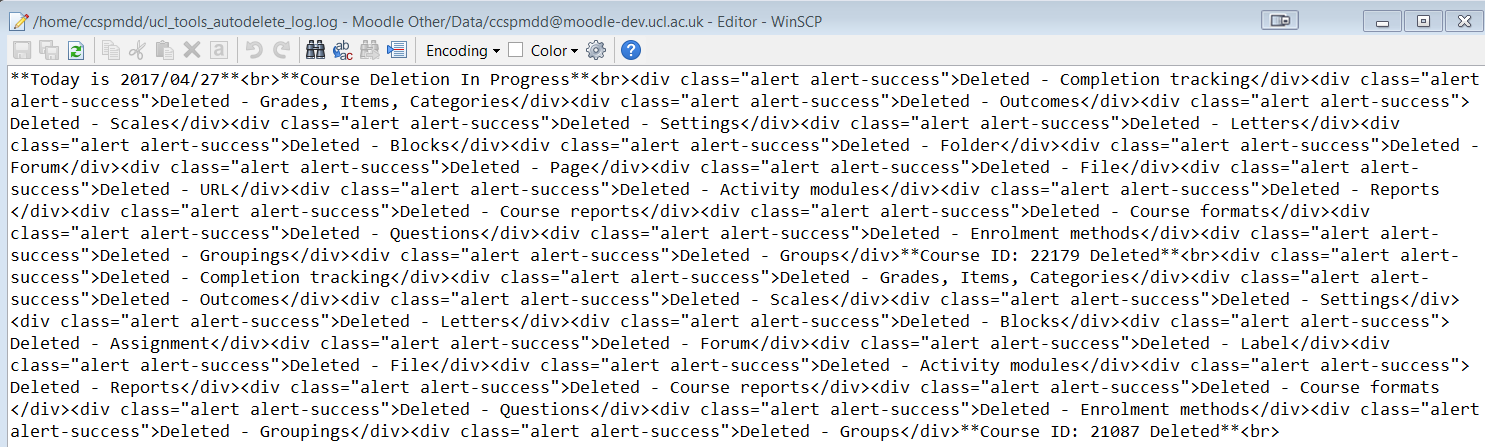 /home/ccspmdd/ucl_tools_autodelete_log.log - Moodle Other/Data/ccspmdd@moodle-dev.ucl.ac.uk - Editor - WinSCP
Encoding Color
**Today is 2017/04/27**<br>**Course Deletion In Progress**<br><div class="alert alert-success">Deleted - Completion tracking</div><div class="alert
alert-success">Deleted - Grades, Items, Categories</div><div class="alert alert-success">Deleted - Outcomes</div><div class="alert alert-success">
Deleted - Scales</div><div class="alert alert-success">Deleted - Settings</div><div class="alert alert-success">Deleted - Letters</div><div
class="alert alert-success">Deleted - Blocks</div><div class="alert alert-success">Deleted - Folder</div><div class="alert alert-success">Deleted -
Forum</div><div class="alert alert-success">Deleted - Page</div><div class="alert alert-success">Deleted - File</div><div class="alert alert-
success">Deleted - URL</div><div class="alert alert-success">Deleted - Activity modules</div><div class="alert alert-success">Deleted - Reports
</div><div class="alert alert-success">Deleted - Course reports</div><div class="alert alert-success">Deleted - Course formats</div><div
class="alert alert-success">Deleted - Questions</div><div class="alert alert-success">Deleted - Enrolment methods</div><div class="alert alert-
success">Deleted - Groupings</div><div class="alert alert-success">Deleted - Groups</div>**Course ID: 22179 Deleted**<br><div class="alert alert-
success">Deleted - Completion tracking</div><div class="alert alert-success">Deleted - Grades, Items, Categories</div><div class="alert alert-
success">Deleted - Outcomes</div><div class="alert alert-success">Deleted - Scales</div><div class="alert alert-success">Deleted - Settings</div>
<div class="alert alert-success">Deleted - Letters</div><div class="alert alert-success">Deleted - Blocks</div><div class="alert alert-success">
Deleted - Assignment</div><div class="alert alert-success">Deleted - Forum</div><div class="alert alert-success">Deleted - Label</div><div
class="alert alert-success">Deleted - File</div><div class="alert alert-success">Deleted - Activity modules</div><div class="alert alert-success">
Deleted - Reports</div><div class="alert alert-success">Deleted - Course reports</div><div class="alert alert-success">Deleted - Course formats
</div><div class="alert alert-success">Deleted - Questions</div><div class="alert alert-success">Deleted - Enrolment methods</div><div class="alert
alert-success">Deleted - Groupings</div><div class="alert alert-success">Deleted - Groups</div>**Course ID: 21087 Deleted**<br>